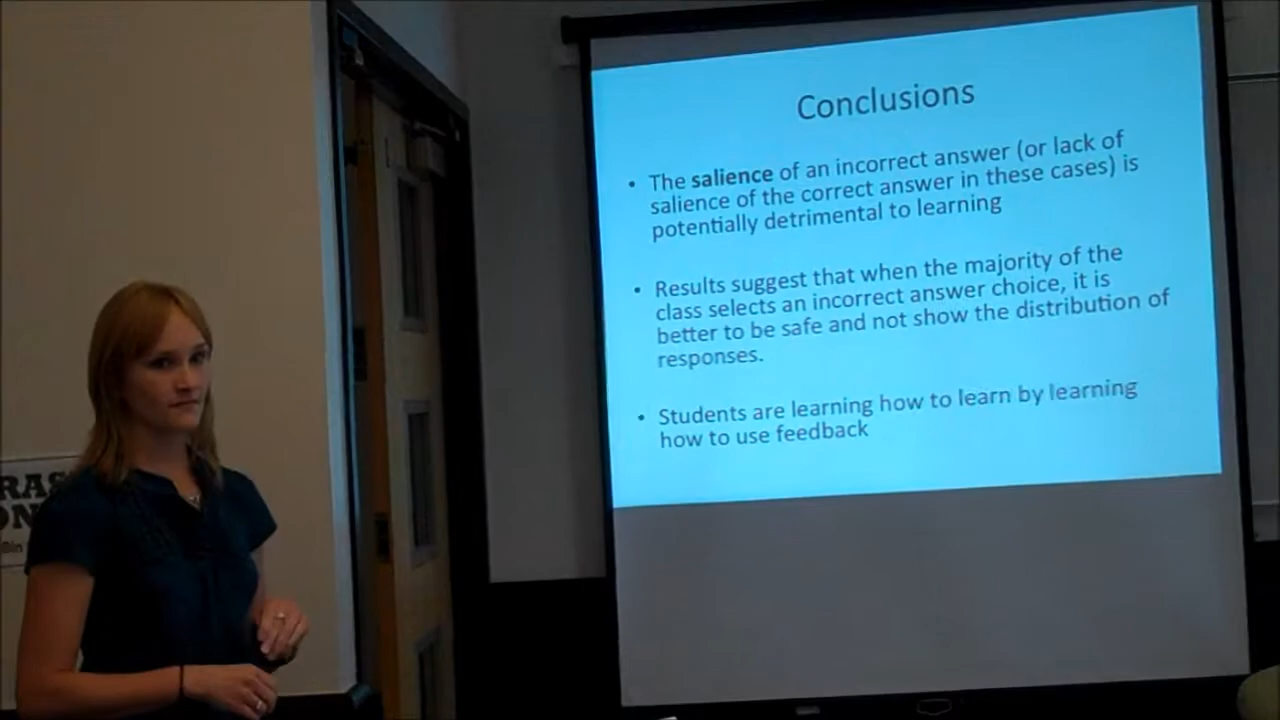 Conclusions
• The salience of an incorrect answer (or lack of
salience of the correct answer in these cases) is
potentially detrimental to learning
• Results suggest that when the majority of the
class selects an incorrect answer choice, it is
better to be safe and not show the distribution of
responses.
• Students are learning how to learn by learning
how to use feedback
RAS
ON